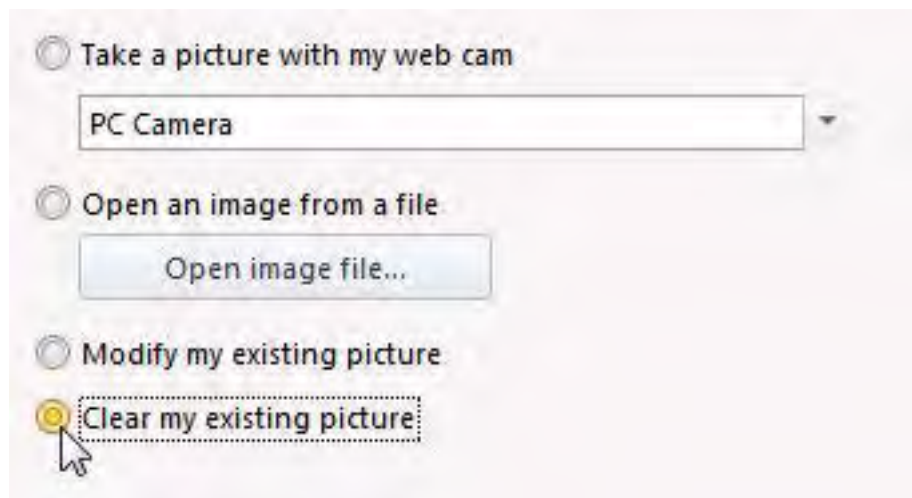 Take a picture with my web cam
PC Camera
Open an image from a file
Open image file...
Modify my existing picture
Clear my existing picture